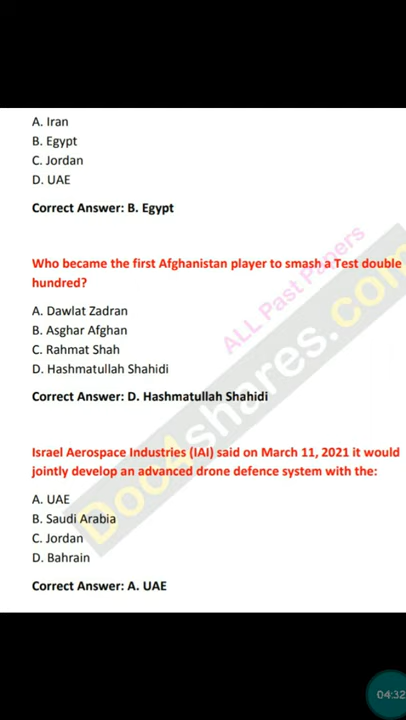 A. Iran
B. Egypt
C. Jordan
D. UAE
Correct Answer: B. Egypt
Who became the first Afghanistan player to smash a Test double
hundred?
A. Dawlat Zadran
B. Asghar Afghan
C. Rahmat Shah
D. Hashmatullah Shahidi
Correct Answer: D. Hashmatullah Shahidi
Israel Aerospace Industries (IAI) said on March 11, 2021 it would
jointly develop an advanced drone defence system with the:
A. UAE
B. Saudi Arabia
C. Jordan
D. Bahrain
Correct Answer: A. UAE
ALL Past Papers
Doc4shares.com
04:32